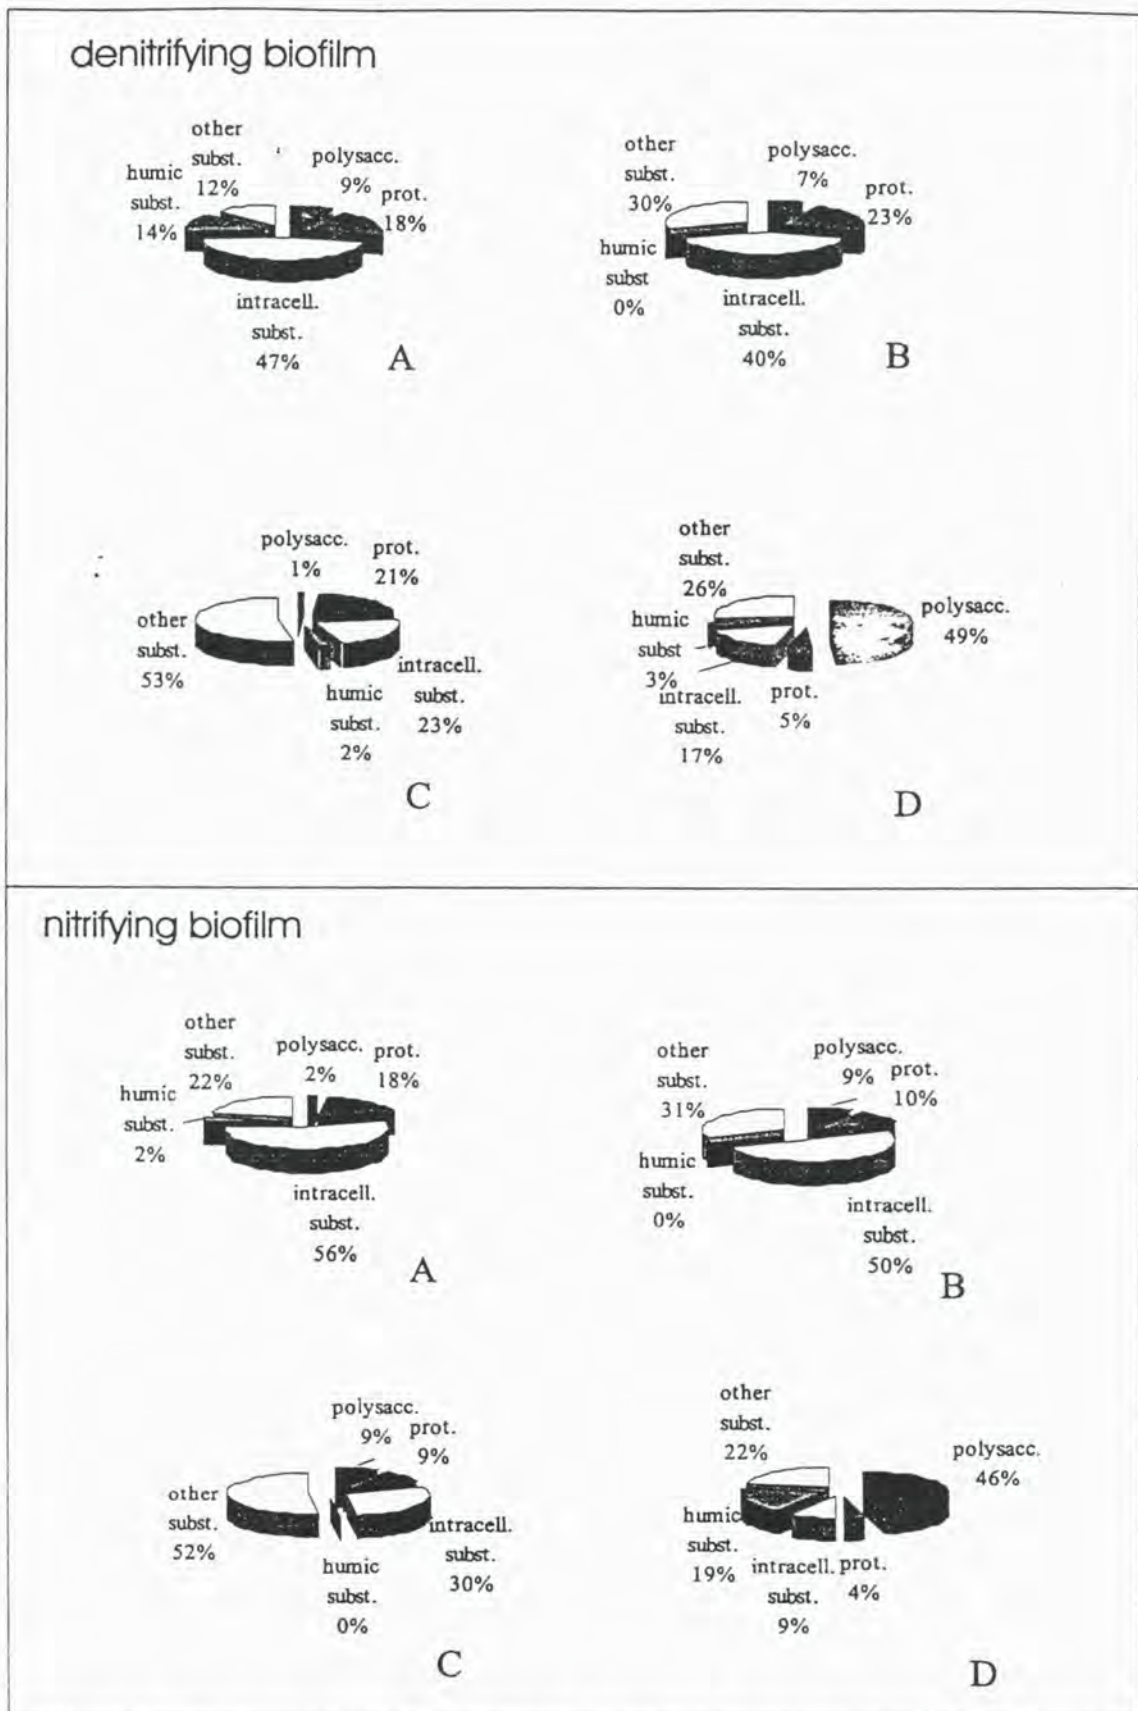 denitrifying biofilm
other
subst.
12%
humic
subst.
14%
polysacc.
9%
prot.
18%
intracell.
subst.
47%
A
other
subst.
30%
humic
subst
0%
polysacc.
7%
prot.
23%
intracell.
subst.
40%
B
polysacc.
1%
prot.
21%
other
subst.
53%
humic
subst.
2%
intracell.
subst.
23%
C
other
subst.
26%
humic
subst
3%
intracell.
subst.
17%
prot.
5%
polysacc.
49%
D
nitrifying biofilm
other
subst.
22%
humic
subst.
2%
polysacc.
2%
prot.
18%
intracell.
subst.
56%
A
other
subst.
31%
humic
subst.
0%
polysacc.
9%
prot.
10%
intracell.
subst.
50%
B
polysacc.
9%
prot.
9%
other
subst.
52%
humic
subst.
0%
intracell.
subst.
30%
C
other
subst.
22%
humic
subst.
19%
intracell.
subst.
9%
prot.
4%
polysacc.
46%
D